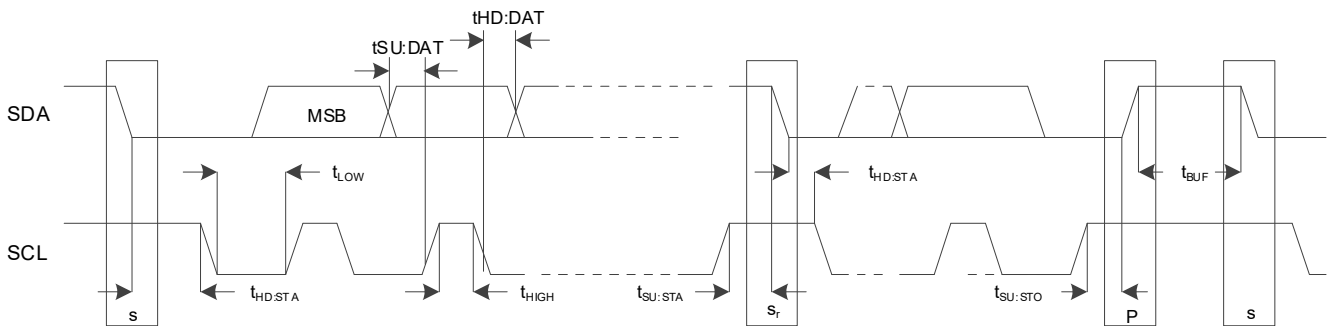 tHD:DAT
tSU:DAT
SDA
MSB
tLOW
tHD:STA
tBUF
SCL
tHD:STA
tHIGH
tSU:STA
tSU:STO
s
sr
P
s